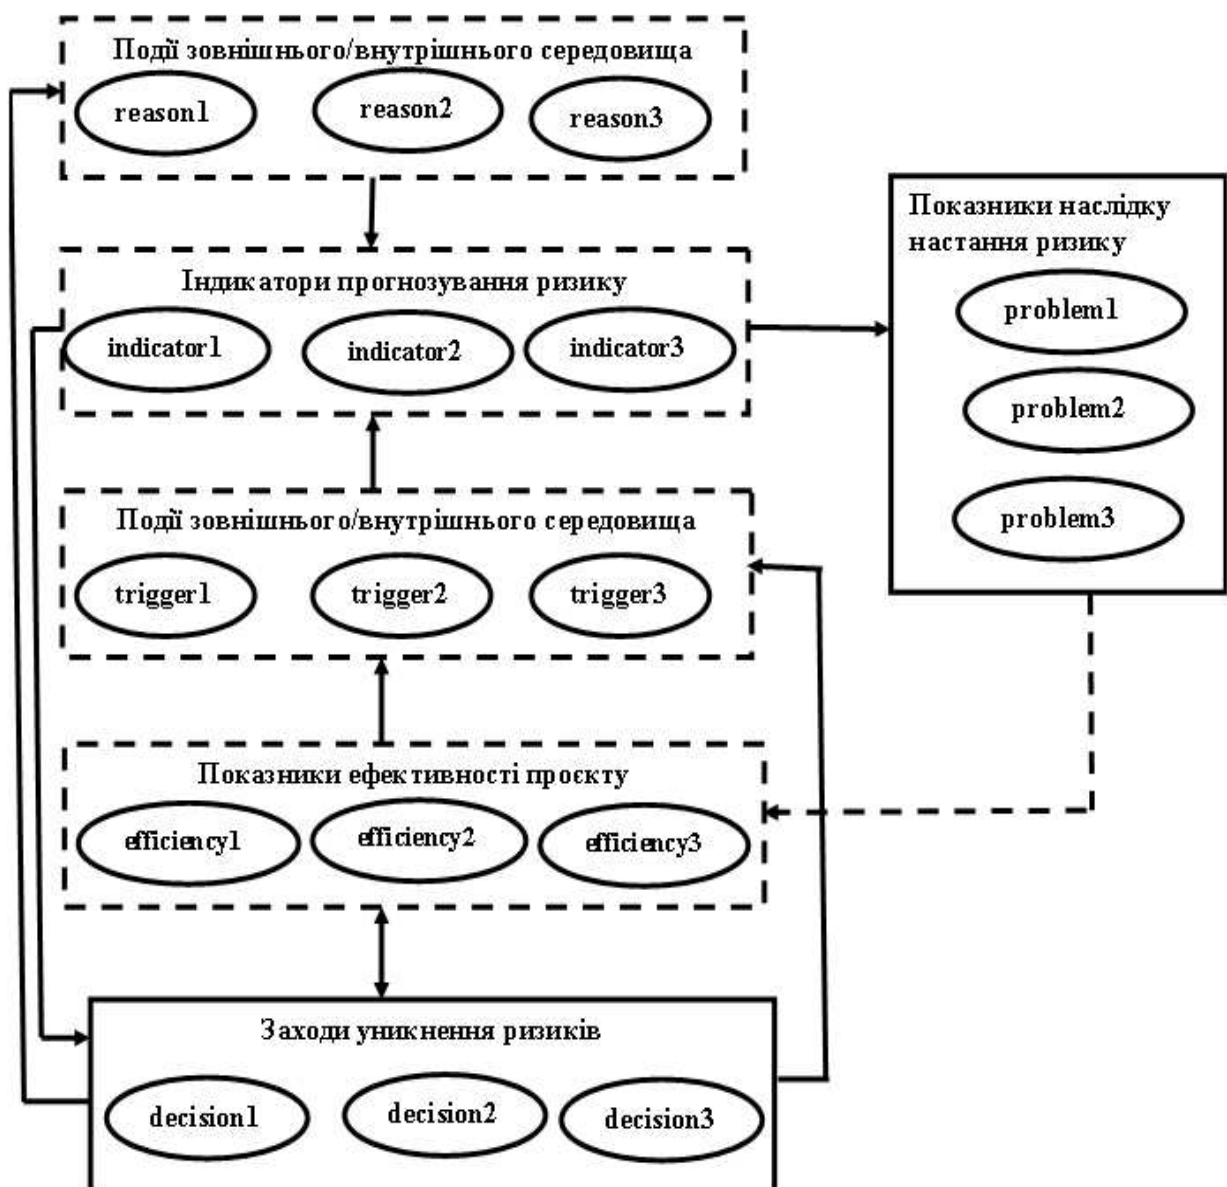 Події зовнішнього/внутрішнього середовища
reason1
reason2
reason3
Показники наслідку
настання ризику
problem1
problem2
problem3
Індикатори прогнозування ризику
indicator1
indicator2
indicator3
Події зовнішнього/внутрішнього середовища
trigger1
trigger2
trigger3
Показники ефективності проєкту
efficiency1
efficiency2
efficiency3
Заходи уникнення ризиків
decision1
decision2
decision3